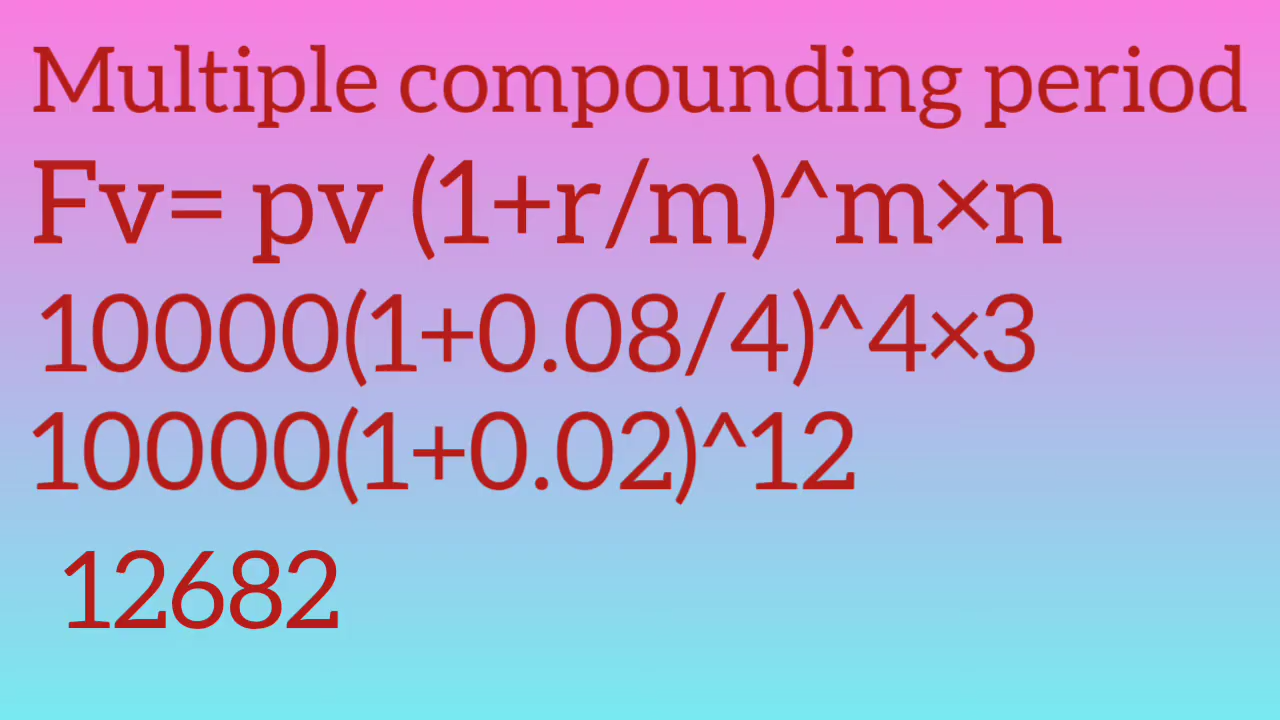 Multiple compounding period
Fv= pv (1+r/m)^m×n
10000(1+0.08/4)^4×3
10000(1+0.02)^12
12682